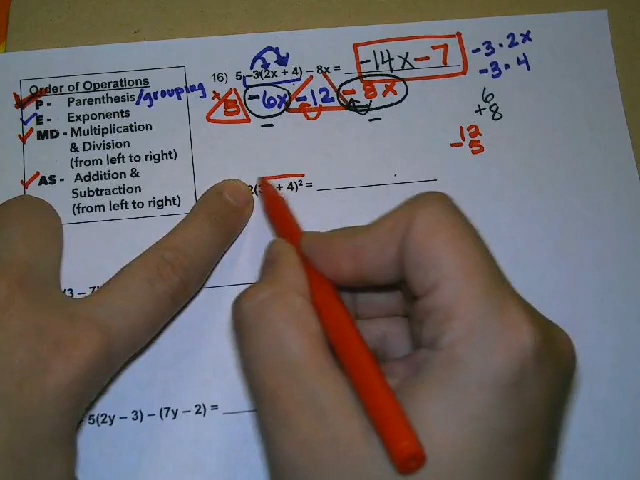 Order of Operations
P - Parenthesis/grouping
E - Exponents
MD - Multiplication
& Division
(from left to right)
AS - Addition &
Subtraction
(from left to right)
16) 5 -3(2x + 4) - 8x = -14x - 7
5 -6x -12 -8x
-3 · 2x
-3 · 4
6
+8
12
-5
+ 4)² =
5(2y – 3) – (7y – 2) =